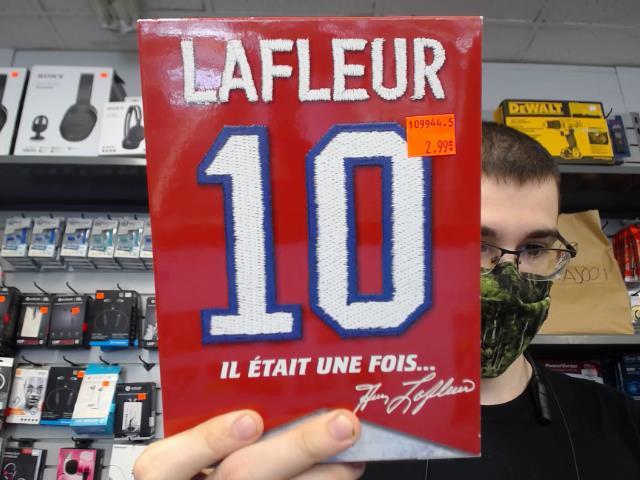 LAFLEUR
10
109944.5
2.99
IL ÉTAIT UNE FOIS...
Guy Lafleur
SONY
DEWALT